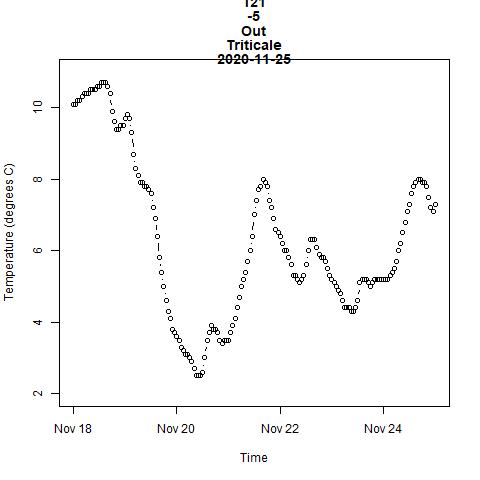 121
-5
Out
Triticale
2020-11-25
Temperature (degrees C)
10
8
6
4
2
Nov 18 Nov 20 Nov 22 Nov 24
Time